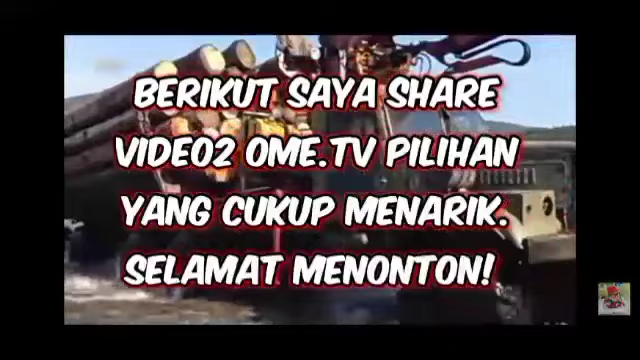 BERIKUT SAYA SHARE
VIDEO2 OME.TV PILIHAN
YANG CUKUP MENARIK.
SELAMAT MENONTON!